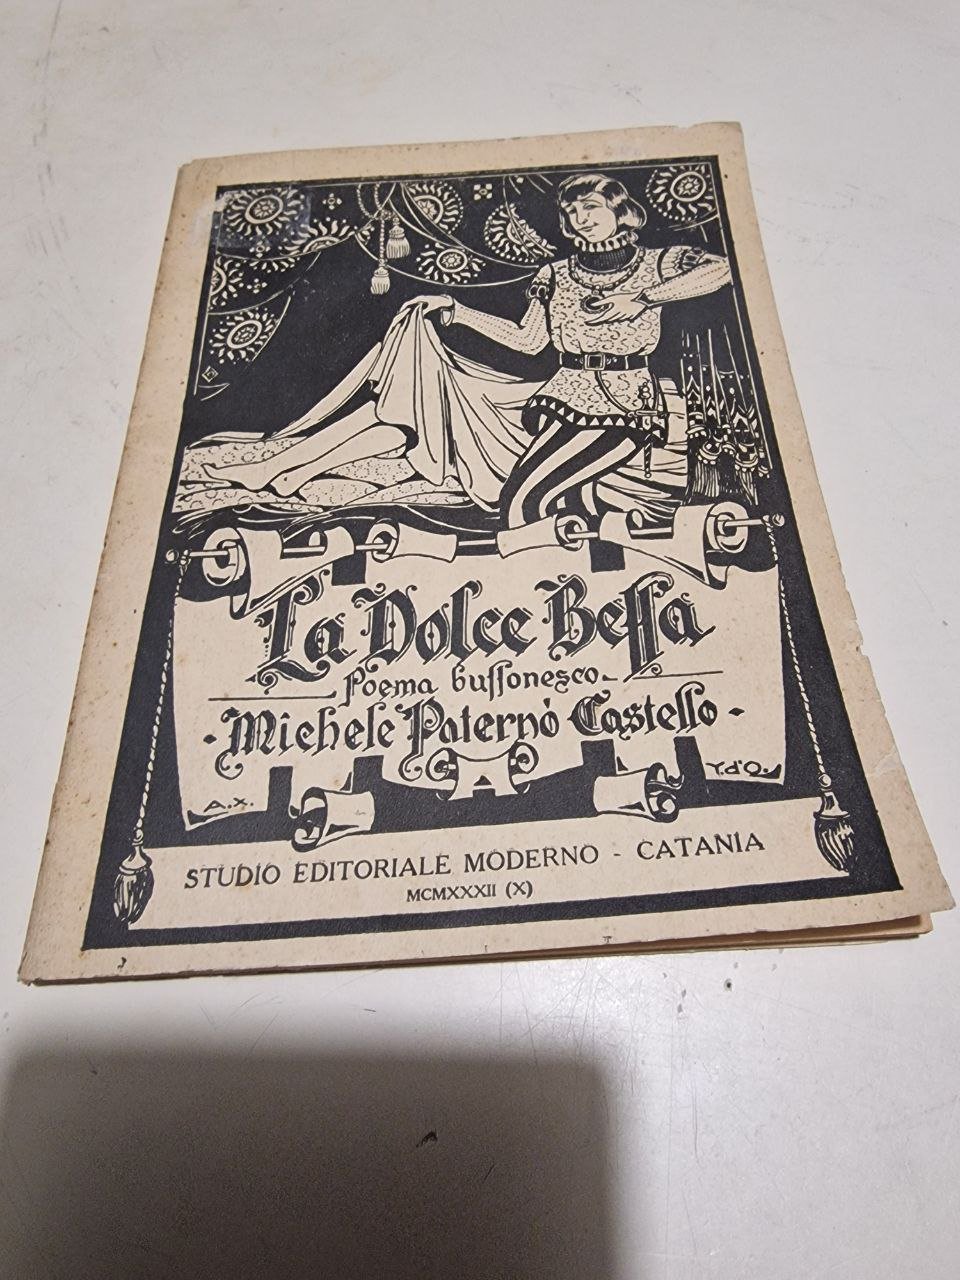 La Dolce Beffa
Poema buffonesco
- Michele Paternò Castello -
A.X. Y.d'O.
STUDIO EDITORIALE MODERNO - CATANIA
MCMXXXII (X)